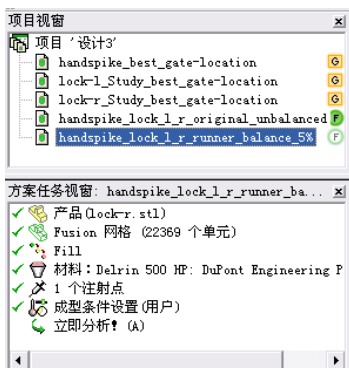 项目视窗
项目 '设计3'
handspike_best_gate-location G
lock-l_Study_best_gate-location G
lock-r_Study_best_gate-location G
handspike_lock_l_r_original_unbalanced F
handspike_lock_l_r_runner_balance_5% F
方案任务视窗: handspike_lock_l_r_runner_ba...
产品(lock-r.stl)
Fusion 网格 (22369 个单元)
Fill
材料：Delrin 500 HP: DuPont Engineering P
1 个注射点
成型条件设置(用户)
立即分析! (A)